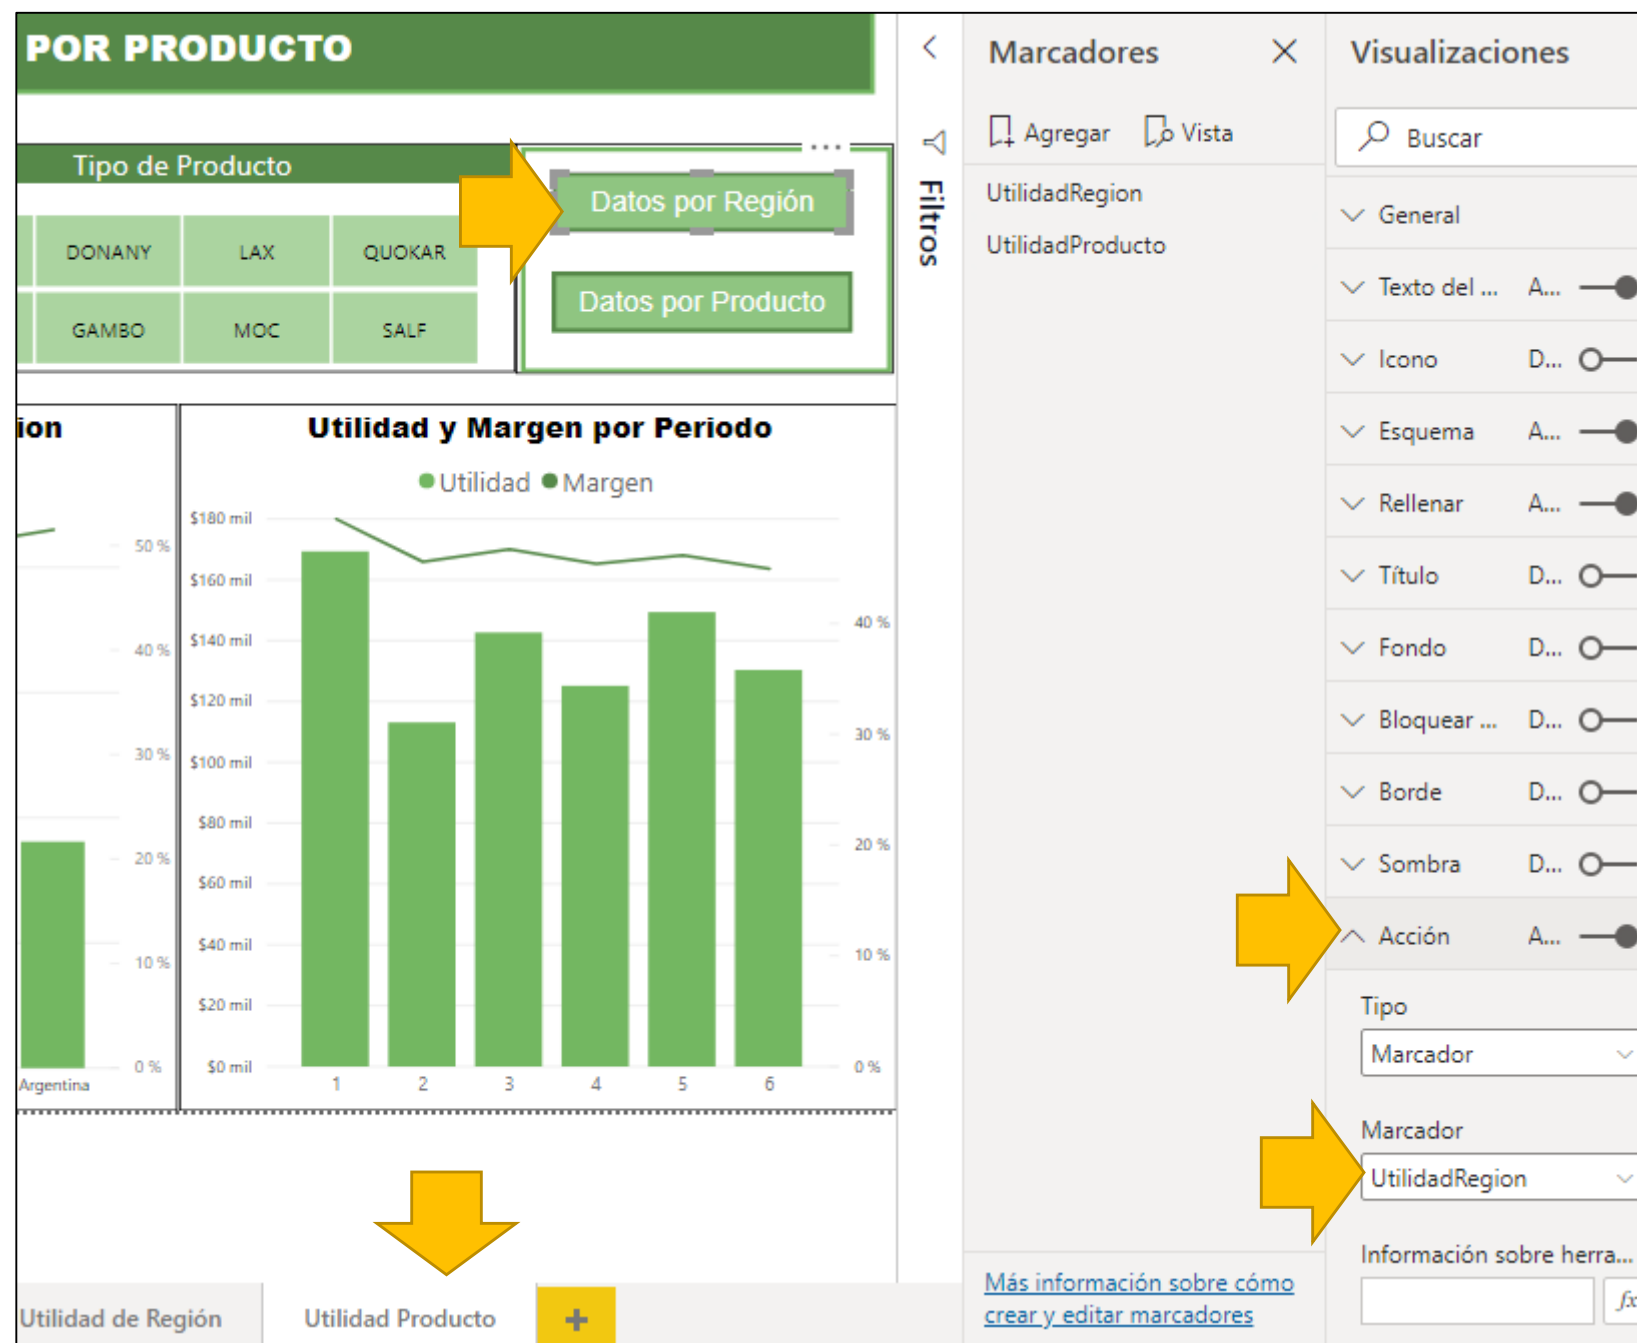 POR PRODUCTO
Tipo de Producto
DONANY LAX QUOKAR
GAMBO MOC SALF
Datos por Región
Datos por Producto
ion
50 %
40 %
30 %
20 %
10 %
0 %
Argentina
Utilidad y Margen por Periodo
Utilidad Margen
$180 mil
$160 mil
$140 mil
$120 mil
$100 mil
$80 mil
$60 mil
$40 mil
$20 mil
$0 mil
40 %
30 %
20 %
10 %
0 %
1 2 3 4 5 6
Utilidad de Región
Utilidad Producto
+
Filtros
Marcadores
Agregar Vista
UtilidadRegion
UtilidadProducto
Más información sobre cómo
crear y editar marcadores
Visualizaciones
Buscar
General
Texto del ... A...
Icono D...
Esquema A...
Rellenar A...
Título D...
Fondo D...
Bloquear ... D...
Borde D...
Sombra D...
Acción A...
Tipo
Marcador
Marcador
UtilidadRegion
Información sobre herra...
fx